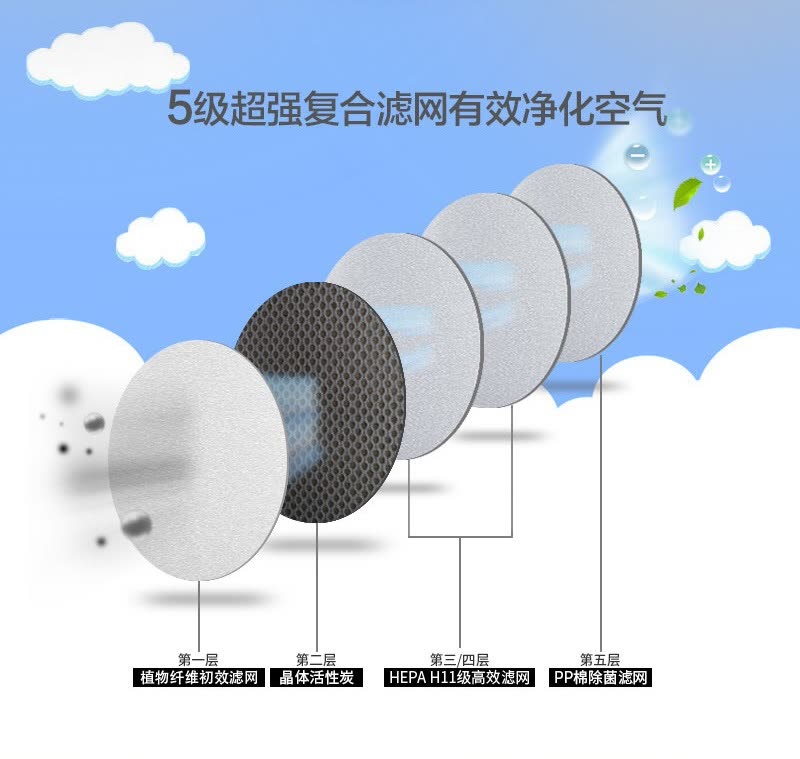 5级超强复合滤网有效净化空气
第一层
植物纤维初效滤网
第二层
晶体活性炭
第三/四层
HEPA H11级高效滤网
第五层
PP棉除菌滤网